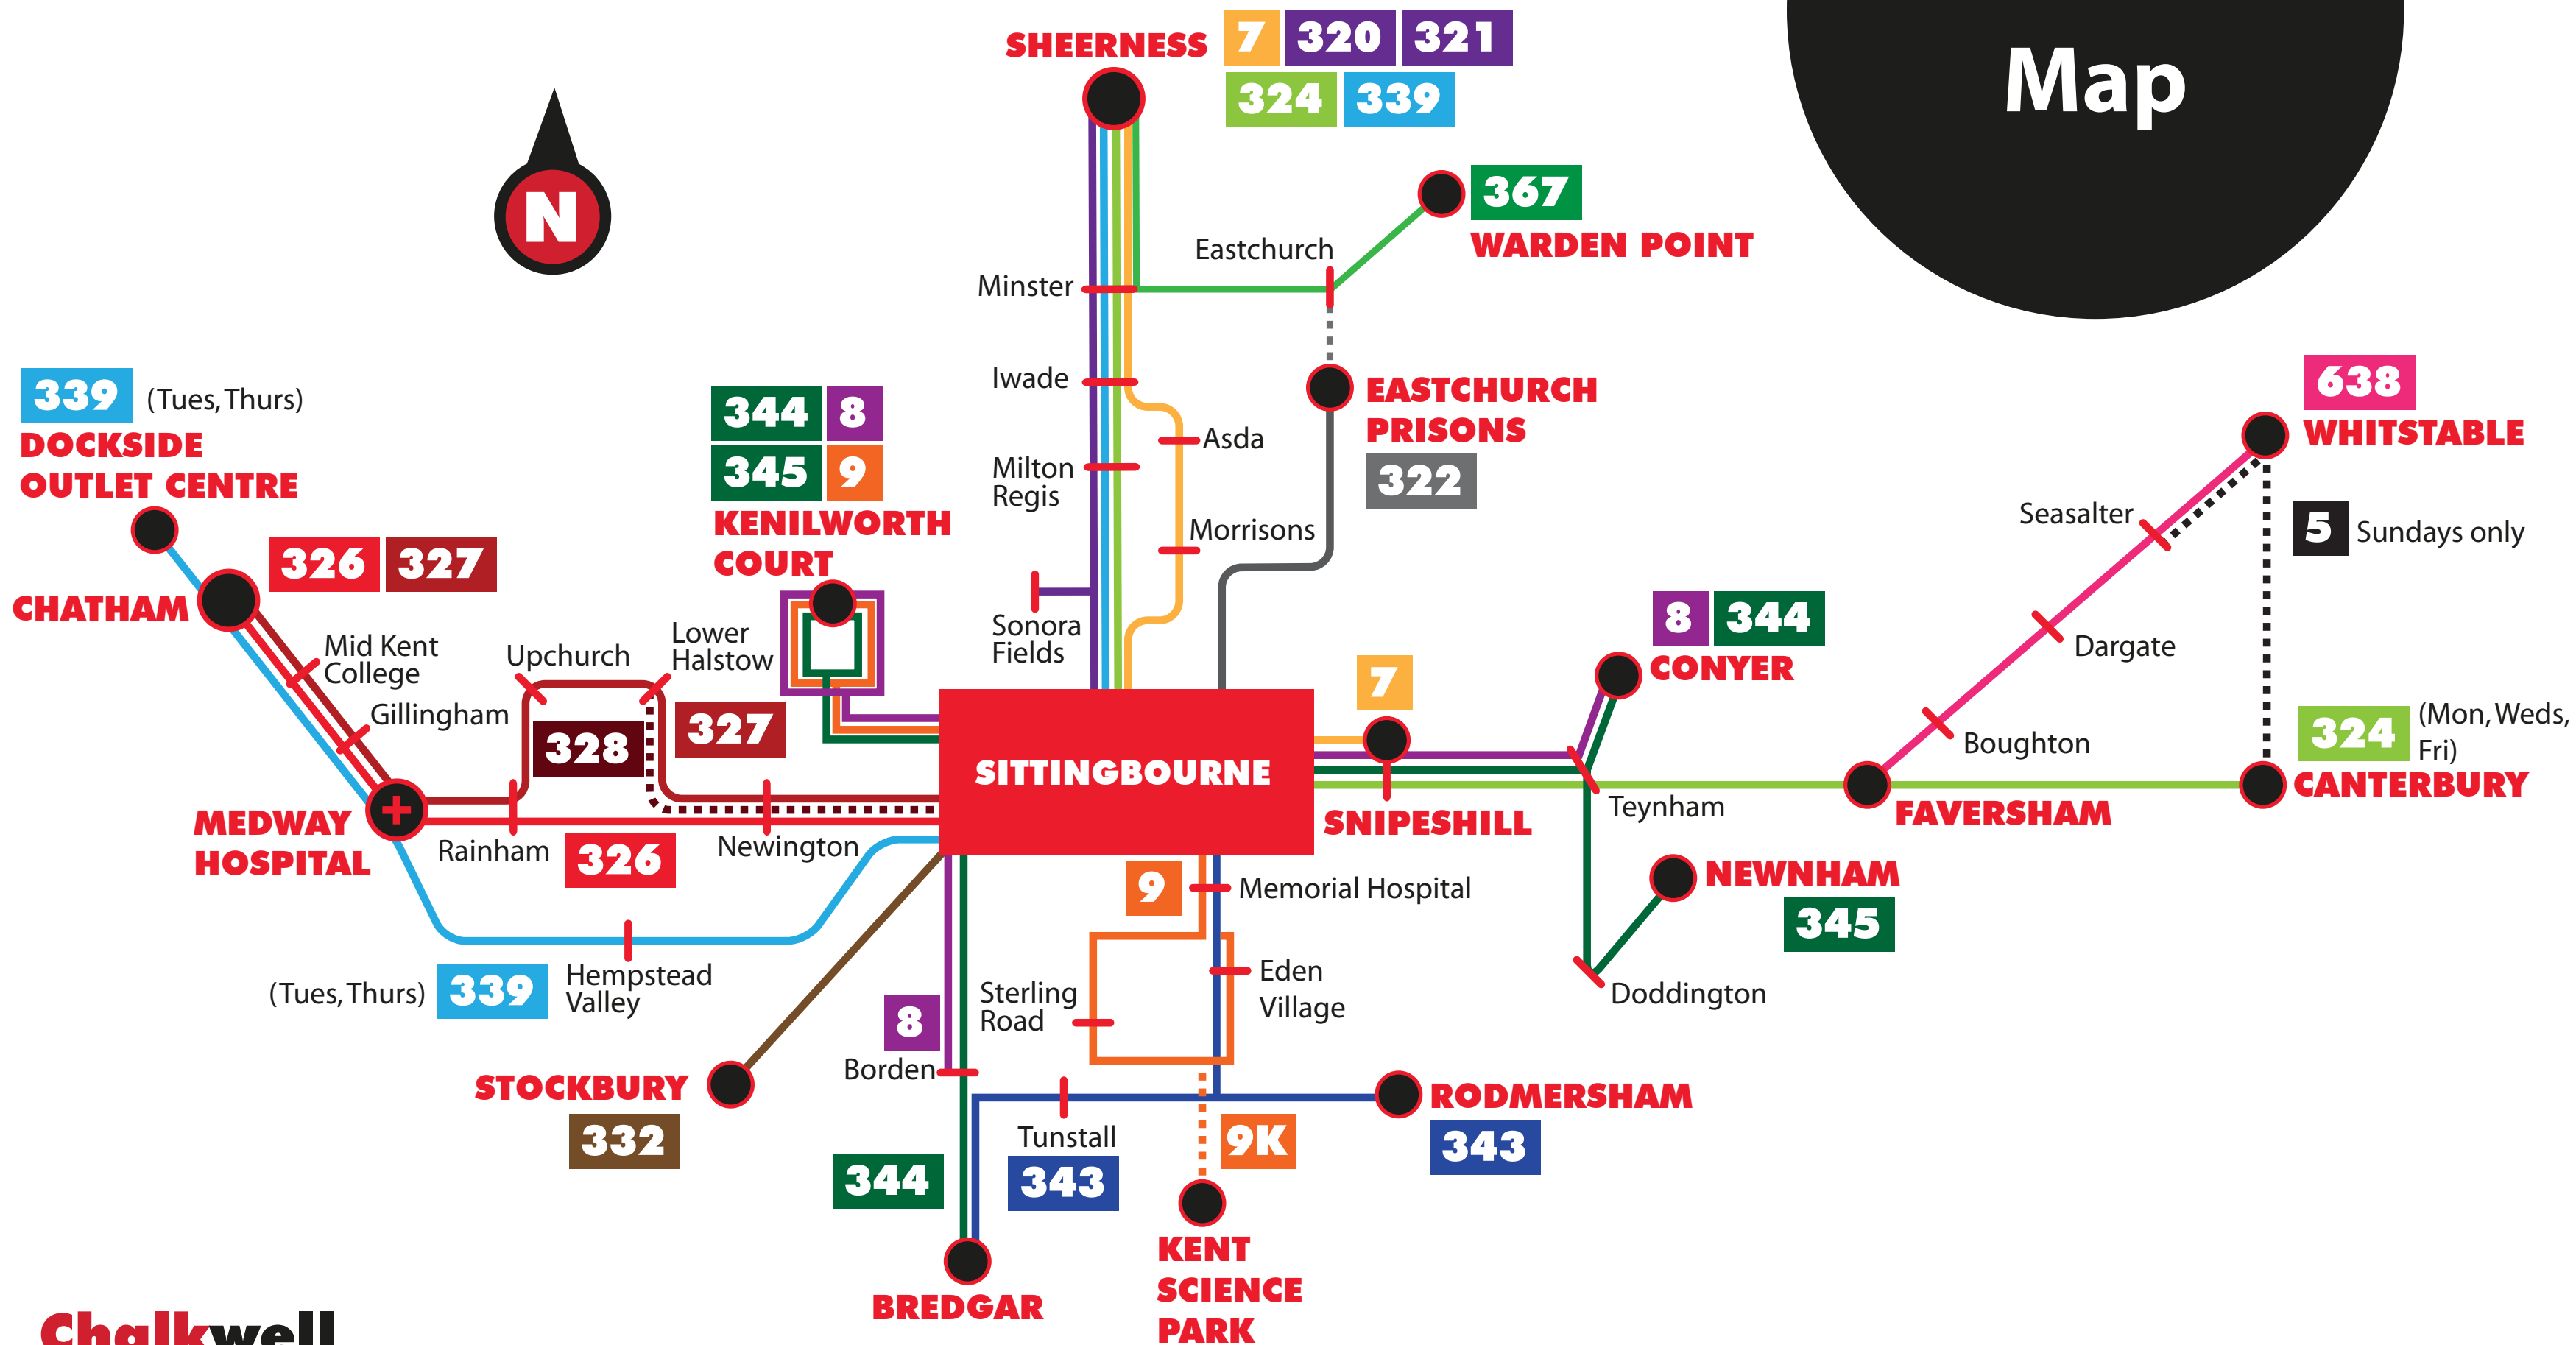 Map
N
SHEERNESS
7 320 321
324 339
367
WARDEN POINT
Eastchurch
Minster
Iwade
Asda
Milton
Regis
Morrisons
Sonora
Fields
EASTCHURCH
PRISONS
322
339 (Tues, Thurs)
DOCKSIDE
OUTLET CENTRE
326 327
CHATHAM
Mid Kent
College
Gillingham
Upchurch
Lower
Halstow
344 8
345 9
KENILWORTH
COURT
328
327
MEDWAY
HOSPITAL
Rainham
326
Newington
SITTINGBOURNE
7
SNIPESHILL
8 344
CONYER
Teynham
638
WHITSTABLE
Seasalter
5 Sundays only
Dargate
Boughton
324 (Mon, Weds,
Fri)
CANTERBURY
FAVERSHAM
NEWNHAM
345
Doddington
(Tues, Thurs) 339
Hempstead
Valley
STOCKBURY
332
8
Borden
9
Memorial Hospital
Sterling
Road
Eden
Village
Tunstall
343
RODMERSHAM
343
9K
344
BREDGAR
KENT
SCIENCE
PARK
Chalkwell